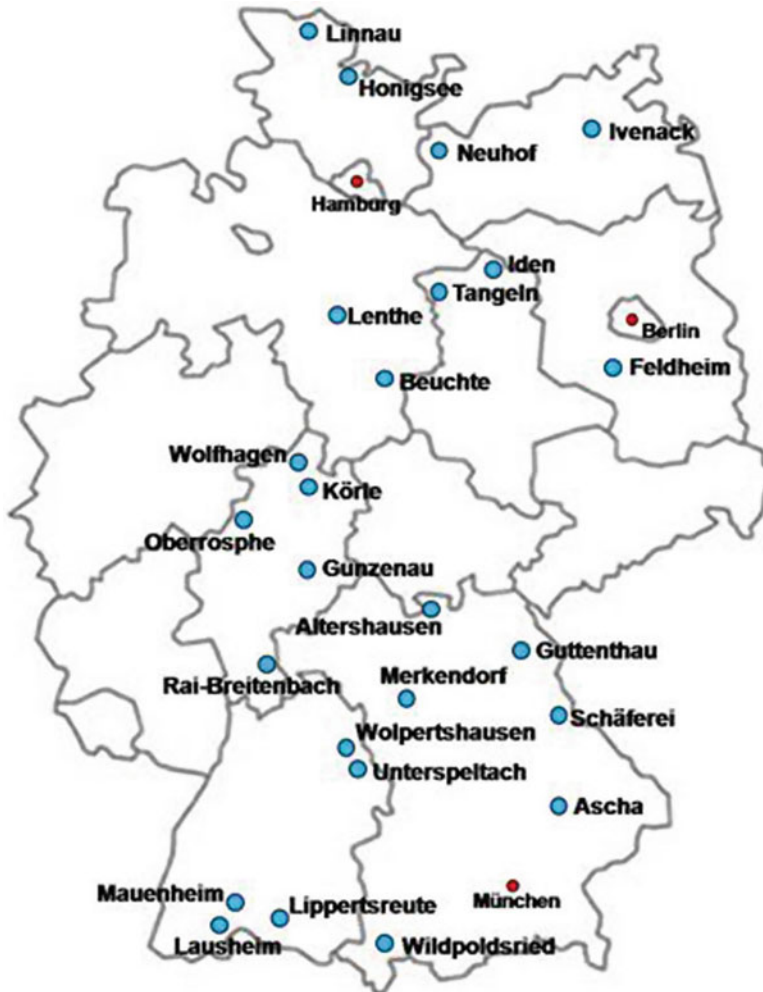 Linnau
Honigsee
Ivenack
Neuhof
Hamburg
Iden
Tangeln
Lenthe
Berlin
Feldheim
Beuchte
Wolfhagen
Körle
Oberrosphe
Gunzenau
Altershausen
Guttenthau
Rai-Breitenbach
Merkendorf
Schäferei
Wolpertshausen
Unterspeltach
Ascha
Mauenheim
Lippertsreute
München
Lausheim
Wildpoldsried